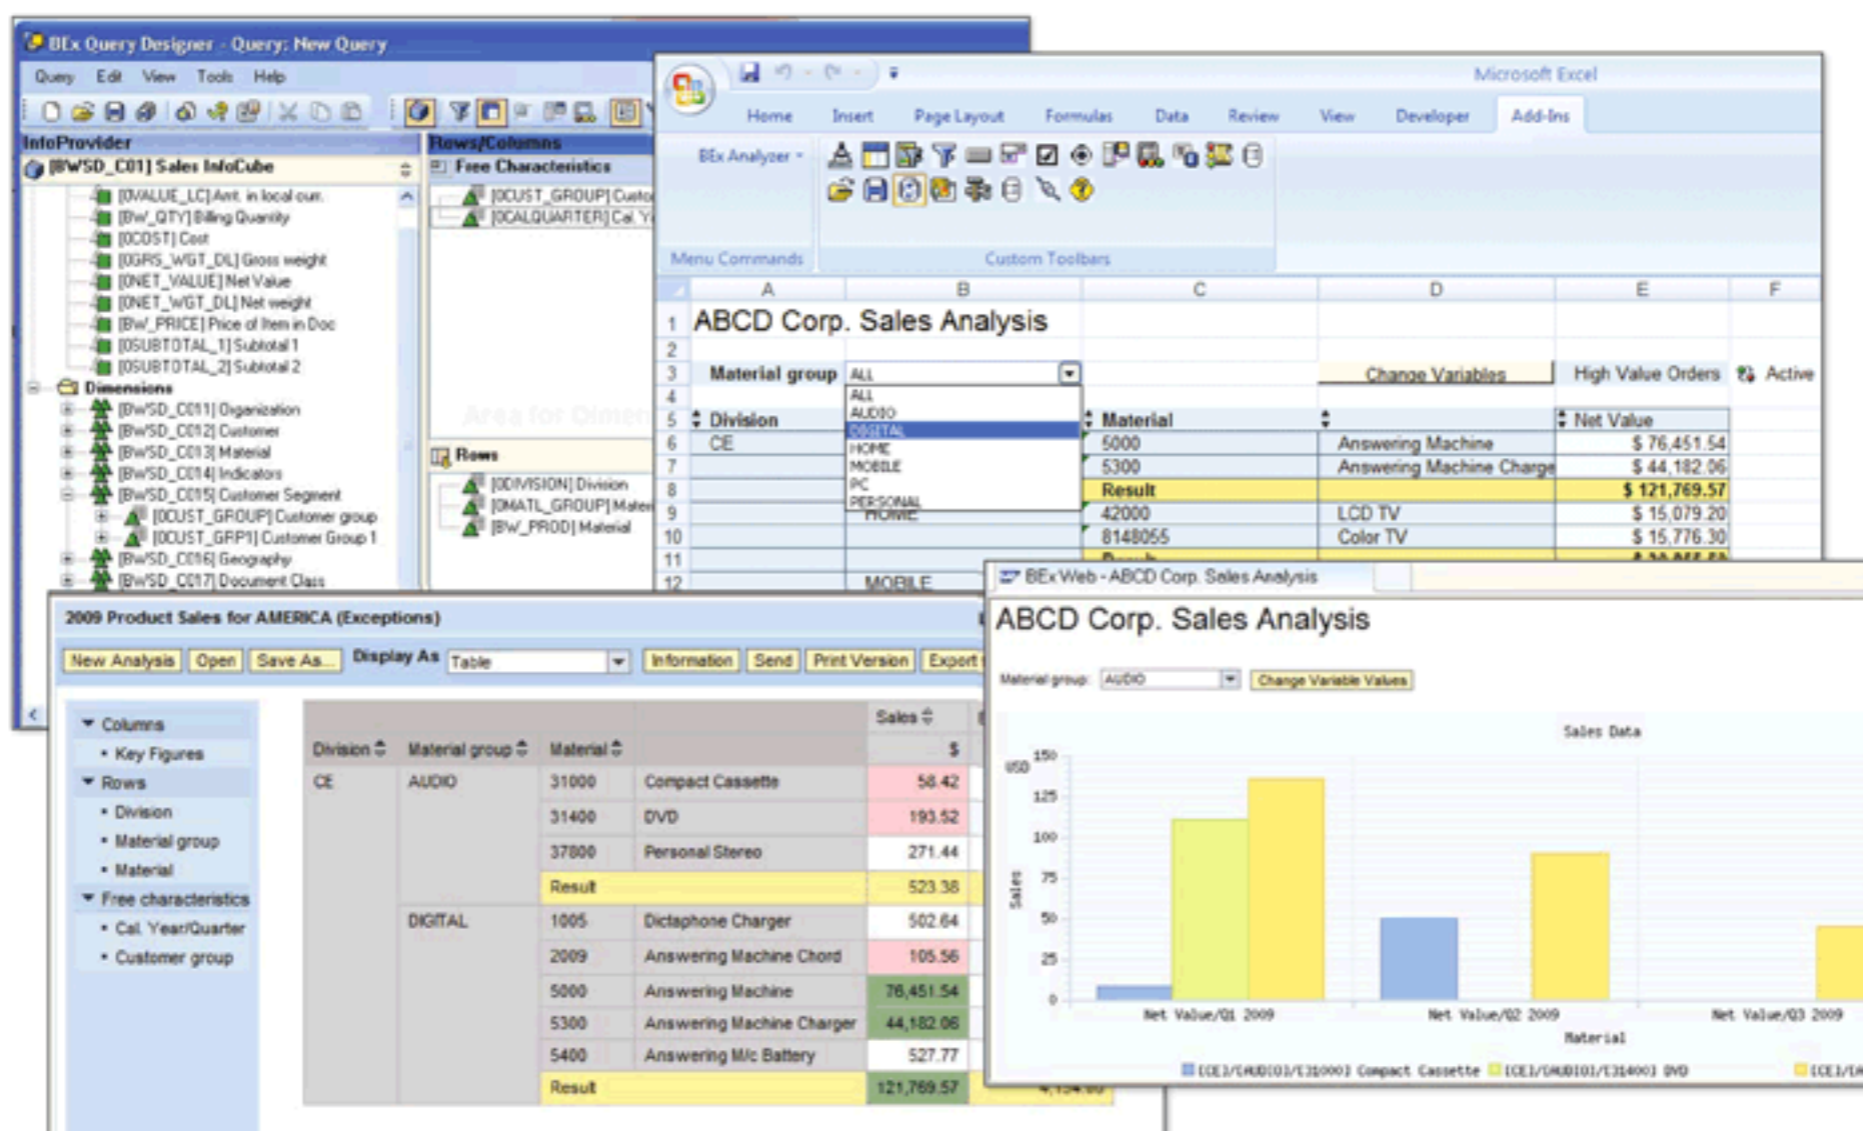 BEx Query Designer - Query: New Query
Query Edit View Tools Help
InfoProvider
[BWSD_C01] Sales InfoCube
[0VALUE_LC] Amt. in local curr.
[BW_QTY] Billing Quantity
[0COST] Cost
[0GRS_WGT_DL] Gross weight
[0NET_VALUE] Net Value
[0NET_WGT_DL] Net weight
[BW_PRICE] Price of Item in Doc
[0SUBTOTAL_1] Subtotal 1
[0SUBTOTAL_2] Subtotal 2
Dimensions
[BWSD_C011] Organization
[BWSD_C012] Customer
[BWSD_C013] Material
[BWSD_C014] Indicators
[BWSD_C015] Customer Segment
[0CUST_GROUP] Customer group
[0CUST_GRP1] Customer Group 1
[BWSD_C016] Geography
[BWSD_C017] Document Class
Rows/Columns
Free Characteristics
[0CUST_GROUP] Custo
[0CALQUARTER] Cal. Y
Area for Dimen
Rows
[0DIVISION] Division
[0MATL_GROUP] Mater
[BW_PROD] Material
Microsoft Excel
Home Insert Page Layout Formulas Data Review View Developer Add-Ins
BEx Analyzer
Menu Commands Custom Toolbars
A B C D E F
1 ABCD Corp. Sales Analysis
2
3 Material group ALL Change Variables High Value Orders Active
4 ALL
AUDIO
5 Division Material Net Value
DIGITAL
6 CE 5000 Answering Machine $ 76,451.54
HOME
7 MOBILE 5300 Answering Machine Charge $ 44,182.06
PC
8 Result $ 121,769.57
PERSONAL
9 HOME 42000 LCD TV $ 15,079.20
10 8148055 Color TV $ 15,776.30
11 Result
12 MOBILE
2009 Product Sales for AMERICA (Exceptions)
New Analysis Open Save As... Display As Table Information Send Print Version Export
Columns
Key Figures
Rows
Division
Material group
Material
Free characteristics
Cal. Year/Quarter
Customer group
Sales
Division Material group Material $
CE AUDIO 31000 Compact Cassette 58.42
31400 DVD 193.52
37800 Personal Stereo 271.44
Result 523.38
DIGITAL 1005 Dictaphone Charger 502.64
2009 Answering Machine Chord 105.56
5000 Answering Machine 76,451.54
5300 Answering Machine Charger 44,182.06
5400 Answering M/c Battery 527.77
Result 121,769.57
BEx Web - ABCD Corp. Sales Analysis
ABCD Corp. Sales Analysis
Material group: AUDIO Change Variable Values
Sales Data
USD
150
125
100
75
50
25
0
Sales
Net Value/Q1 2009 Net Value/Q2 2009 Net Value/Q3 2009
Material
[CE]/[AUDIO]/[31000] Compact Cassette [CE]/[AUDIO]/[31400] DVD [CE]/[A